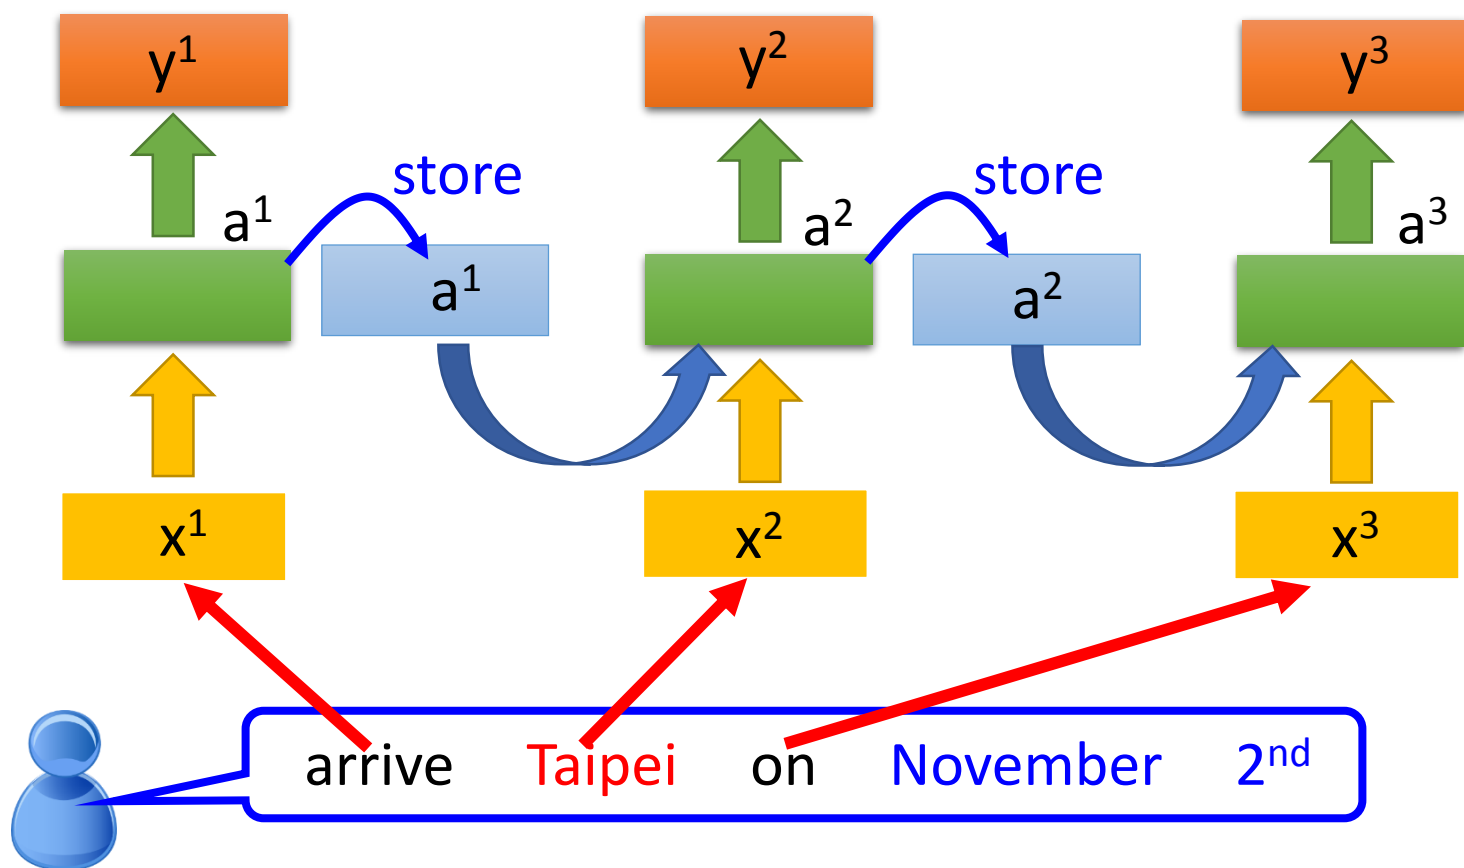 y¹ y² y³
store store
a¹ a² a³
a¹ a²
x¹ x² x³
arrive Taipei on November 2ⁿᵈ